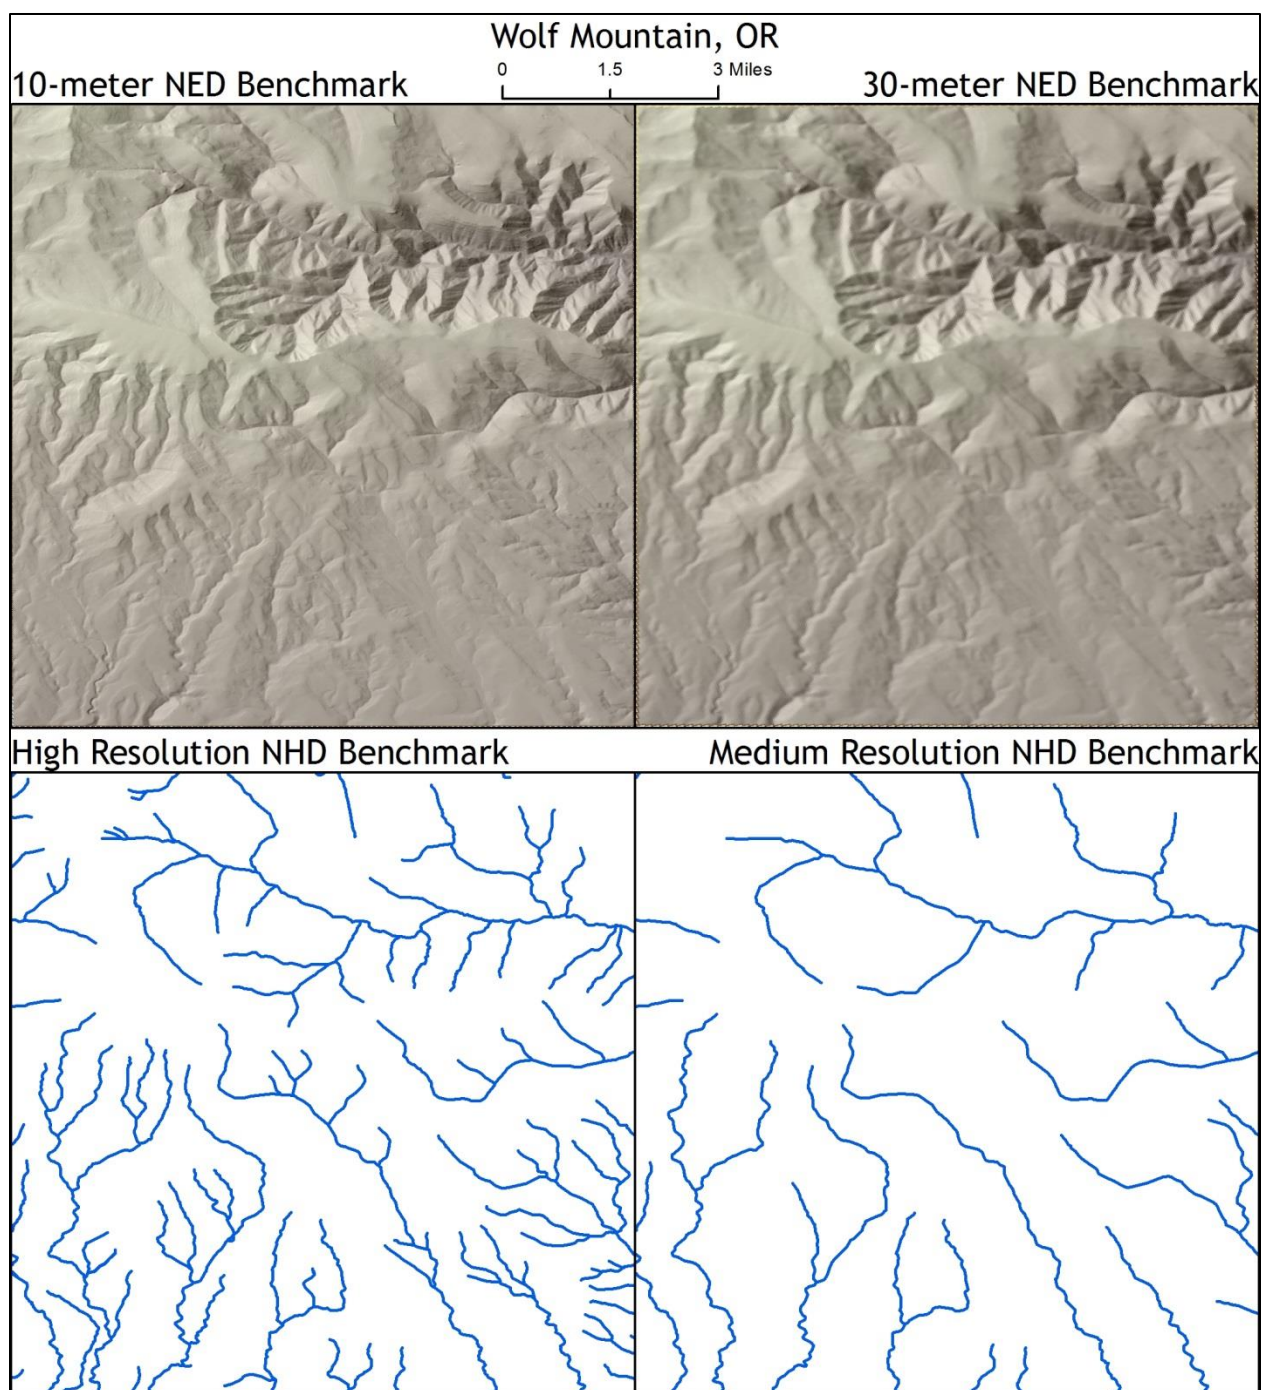 Wolf Mountain, OR
10-meter NED Benchmark
0 1.5 3 Miles
30-meter NED Benchmark
High Resolution NHD Benchmark
Medium Resolution NHD Benchmark